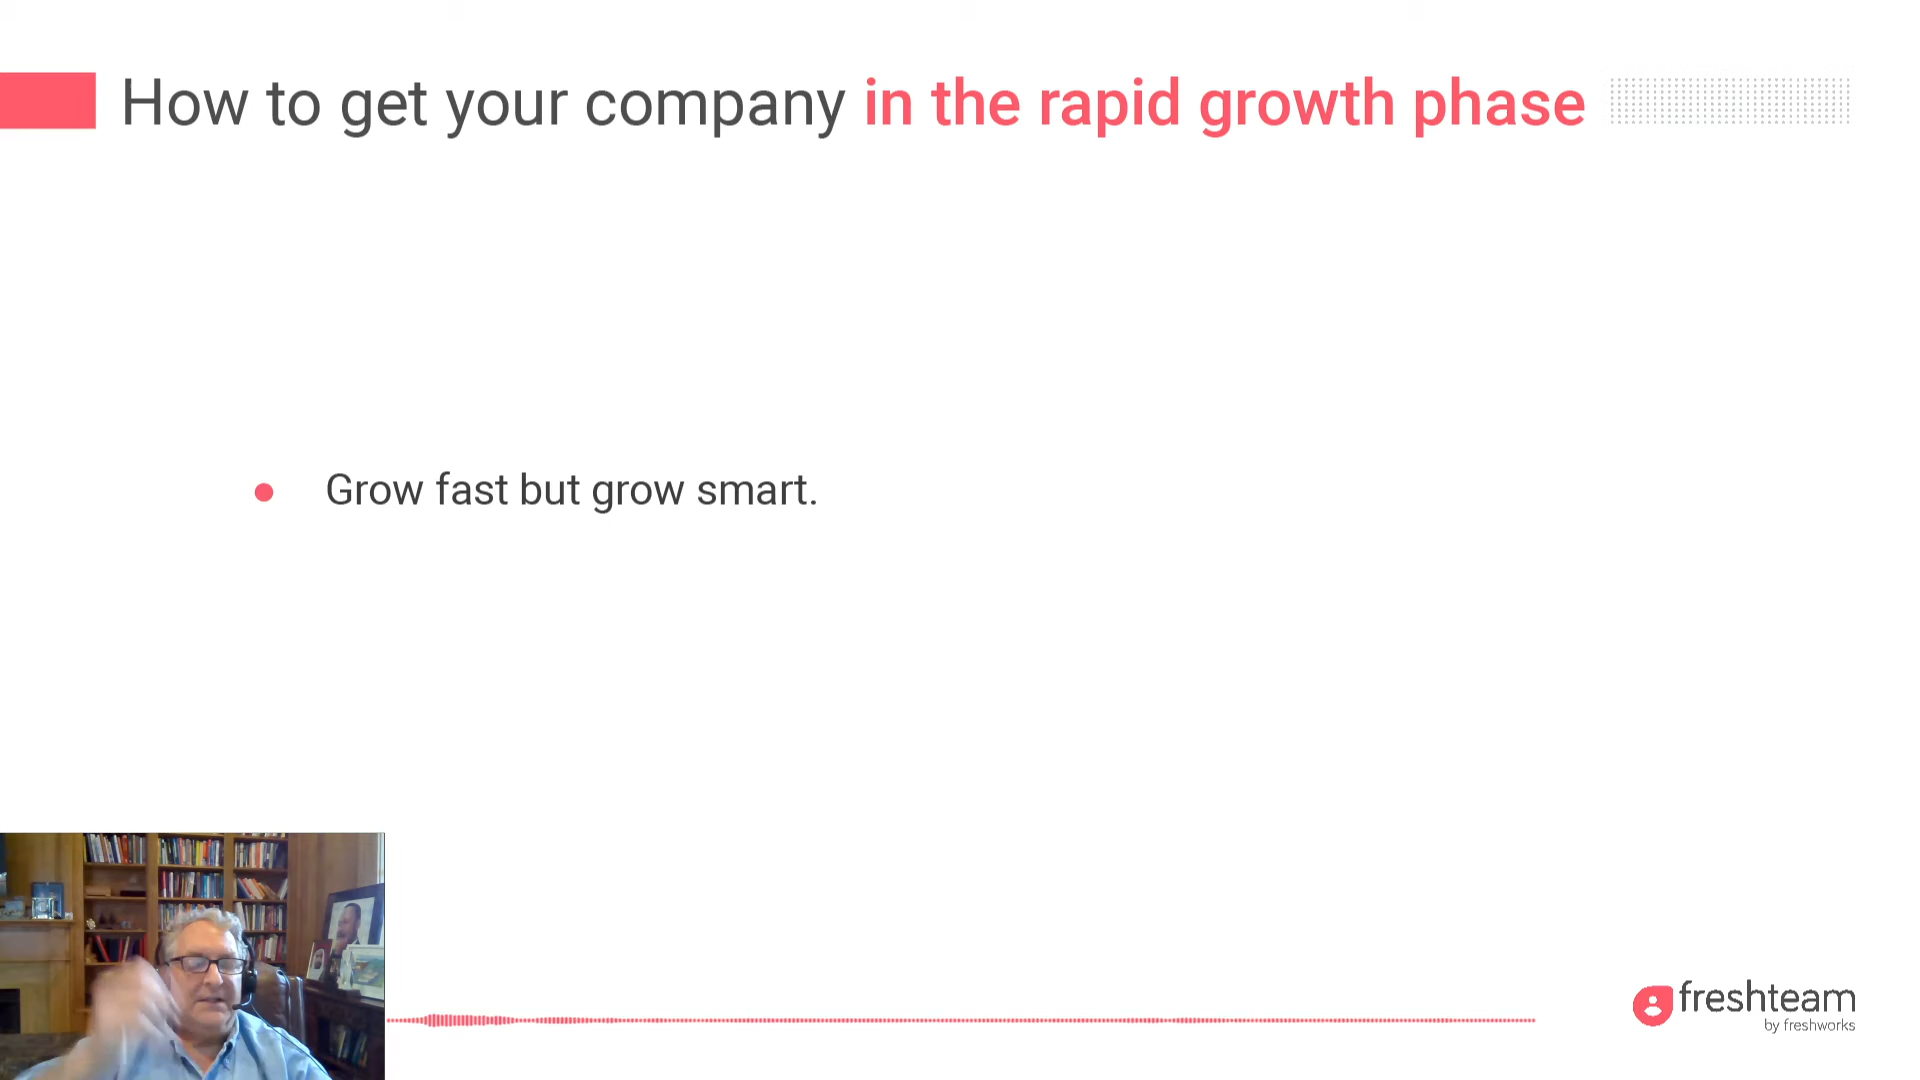 How to get your company in the rapid growth phase
Grow fast but grow smart.
freshteam
by freshworks